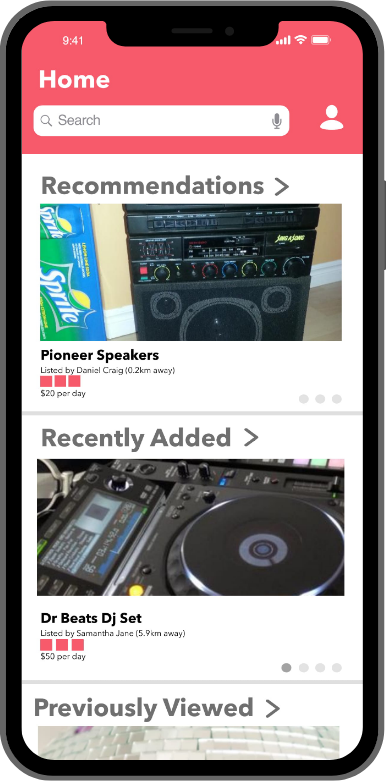 9:41
Home
Search
Recommendations >
Sprite
Sprite
SING A SONG
Pioneer Speakers
Listed by Daniel Craig (0.2km away)
$20 per day
Recently Added >
Dr Beats Dj Set
Listed by Samantha Jane (5.9km away)
$50 per day
Previously Viewed >